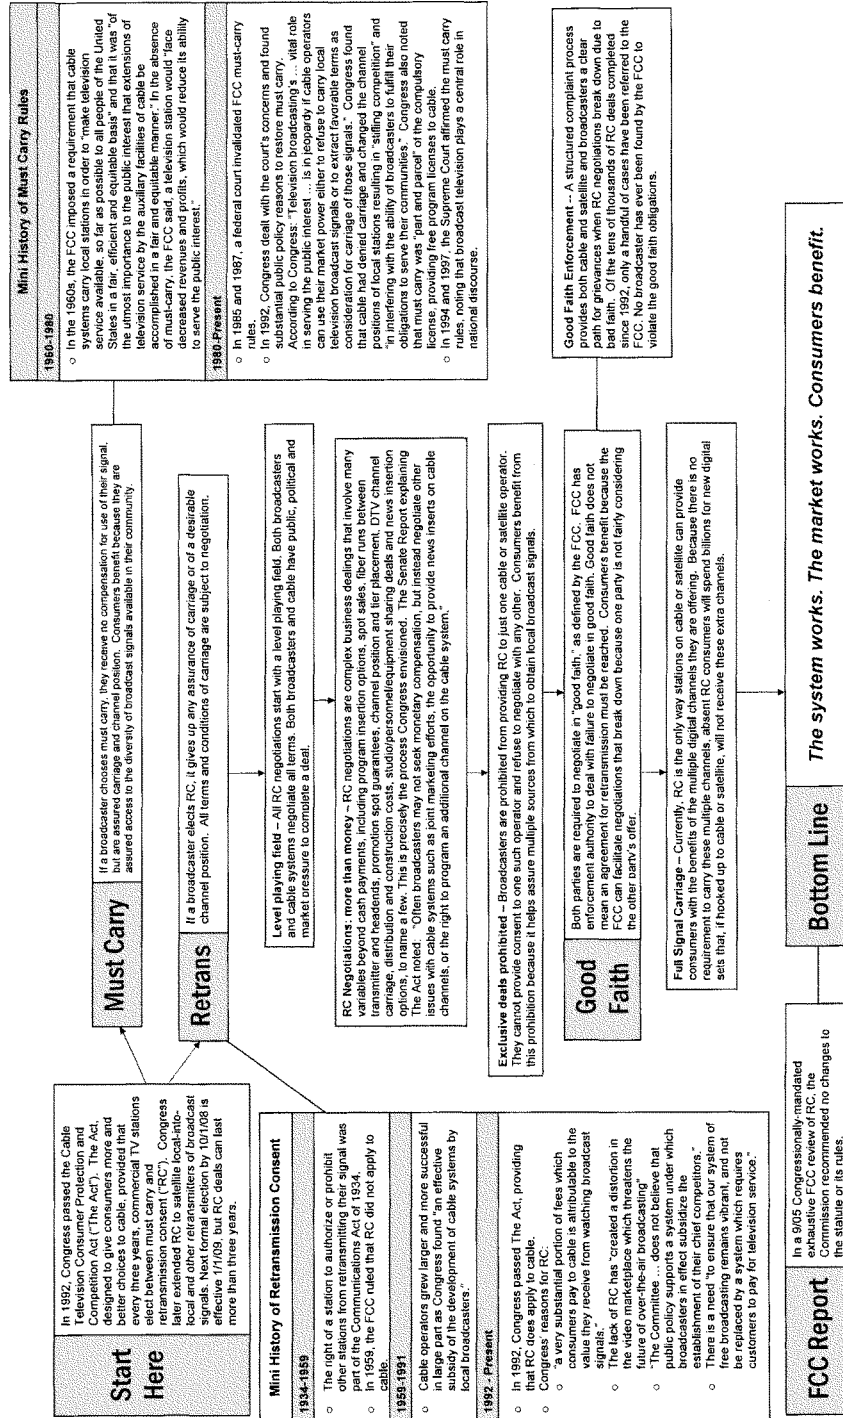 Start
Here
In 1992, Congress passed the Cable
Television Consumer Protection and
Competition Act ("The Act"). The Act,
designed to give consumers more and
better choices to cable, provided that
every three years, commercial TV stations
elect between must carry and
retransmission consent ("RC"). Congress
later extended RC to satellite local-into-
local and other retransmitters of broadcast
signals. Next formal election by 10/1/08 is
effective 1/1/09, but RC deals can last
more than three years.
Must Carry
If a broadcaster chooses must carry, they receive no compensation for use of their signal,
but are assured carriage and channel position. Consumers benefit because they are
assured access to the diversity of broadcast signals available in their community.
Retrans
If a broadcaster elects RC, it gives up any assurance of carriage or of a desirable
channel position. All terms and conditions of carriage are subject to negotiation.
Mini History of Must Carry Rules
1960-1980
○ In the 1960s, the FCC imposed a requirement that cable
systems carry local stations in order to "make television
service available, so far as possible to all people of the United
States in a fair, efficient and equitable basis" and that it was "of
the utmost importance to the public interest that extensions of
television service by the auxiliary facilities of cable be
accomplished in a fair and equitable manner." In the absence
of must-carry, the FCC said, a television station would "face
decreased revenues and profits, which would reduce its ability
to serve the public interest."
1980-Present
○ In 1985 and 1987, a federal court invalidated FCC must-carry
rules.
○ In 1992, Congress dealt with the court's concerns and found
substantial public policy reasons to restore must carry.
According to Congress: "Television broadcasting's ... vital role
in serving the public interest ... is in jeopardy if cable operators
can use their market power either to refuse to carry local
television broadcast signals or to extract favorable terms as
consideration for carriage of those signals." Congress found
that cable had denied carriage and changed the channel
positions of local stations resulting in "stifling competition" and
"in interfering with the ability of broadcasters to fulfill their
obligations to serve their communities." Congress also noted
that must carry was "part and parcel" of the compulsory
license, providing free program licenses to cable.
○ In 1994 and 1997, the Supreme Court affirmed the must carry
rules, noting that broadcast television plays a central role in
national discourse.
Mini History of Retransmission Consent
1934-1959
○ The right of a station to authorize or prohibit
other stations from retransmitting their signal was
part of the Communications Act of 1934.
○ In 1959, the FCC ruled that RC did not apply to
cable.
1959-1991
○ Cable operators grew larger and more successful
in large part as Congress found "an effective
subsidy of the development of cable systems by
local broadcasters."
1992 - Present
○ In 1992, Congress passed The Act, providing
that RC does apply to cable.
○ Congress' reasons for RC:
○ "a very substantial portion of fees which
consumers pay to cable is attributable to the
value they receive from watching broadcast
signals."
○ The lack of RC has "created a distortion in
the video marketplace which threatens the
future of over-the-air broadcasting"
○ "The Committee ... does not believe that
public policy supports a system under which
broadcasters in effect subsidize the
establishment of their chief competitors."
○ There is a need "to ensure that our system of
free broadcasting remains vibrant, and not
be replaced by a system which requires
customers to pay for television service."
Level playing field – All RC negotiations start with a level playing field. Both broadcasters
and cable systems negotiate all terms. Both broadcasters and cable have public, political and
market pressure to complete a deal.
RC Negotiations: more than money – RC negotiations are complex business dealings that involve many
variables beyond cash payments, including program insertion options, spot sales, fiber runs between
transmitter and headends, promotion spot guarantees, channel position and tier placement, DTV channel
carriage, distribution and construction costs, studio/personnel/equipment sharing deals and news insertion
options, to name a few. This is precisely the process Congress envisioned. The Senate Report explaining
The Act noted: "Often broadcasters may not seek monetary compensation, but instead negotiate other
issues with cable systems such as joint marketing efforts, the opportunity to provide news inserts on cable
channels, or the right to program an additional channel on the cable system."
Exclusive deals prohibited – Broadcasters are prohibited from providing RC to just one cable or satellite operator.
They cannot provide consent to one such operator and refuse to negotiate with any other. Consumers benefit from
this prohibition because it helps assure multiple sources from which to obtain local broadcast signals.
Good
Faith
Both parties are required to negotiate in "good faith," as defined by the FCC. FCC has
enforcement authority to deal with failure to negotiate in good faith. Good faith does not
mean an agreement for retransmission must be reached. Consumers benefit because the
FCC can facilitate negotiations that break down because one party is not fairly considering
the other party's offer.
Good Faith Enforcement -- A structured complaint process
provides both cable and satellite and broadcasters a clear
path for grievances when RC negotiations break down due to
bad faith. Of the tens of thousands of RC deals completed
since 1992, only a handful of cases have been referred to the
FCC. No broadcaster has ever been found by the FCC to
violate the good faith obligations.
Full Signal Carriage – Currently, RC is the only way stations on cable or satellite can provide
consumers with the benefits of the multiple digital channels they are offering. Because there is no
requirement to carry these multiple channels, absent RC consumers will spend billions for new digital
sets that, if hooked up to cable or satellite, will not receive these extra channels.
FCC Report
In a 9/05 Congressionally-mandated
exhaustive FCC review of RC, the
Commission recommended no changes to
the statute or its rules.
Bottom Line
The system works. The market works. Consumers benefit.